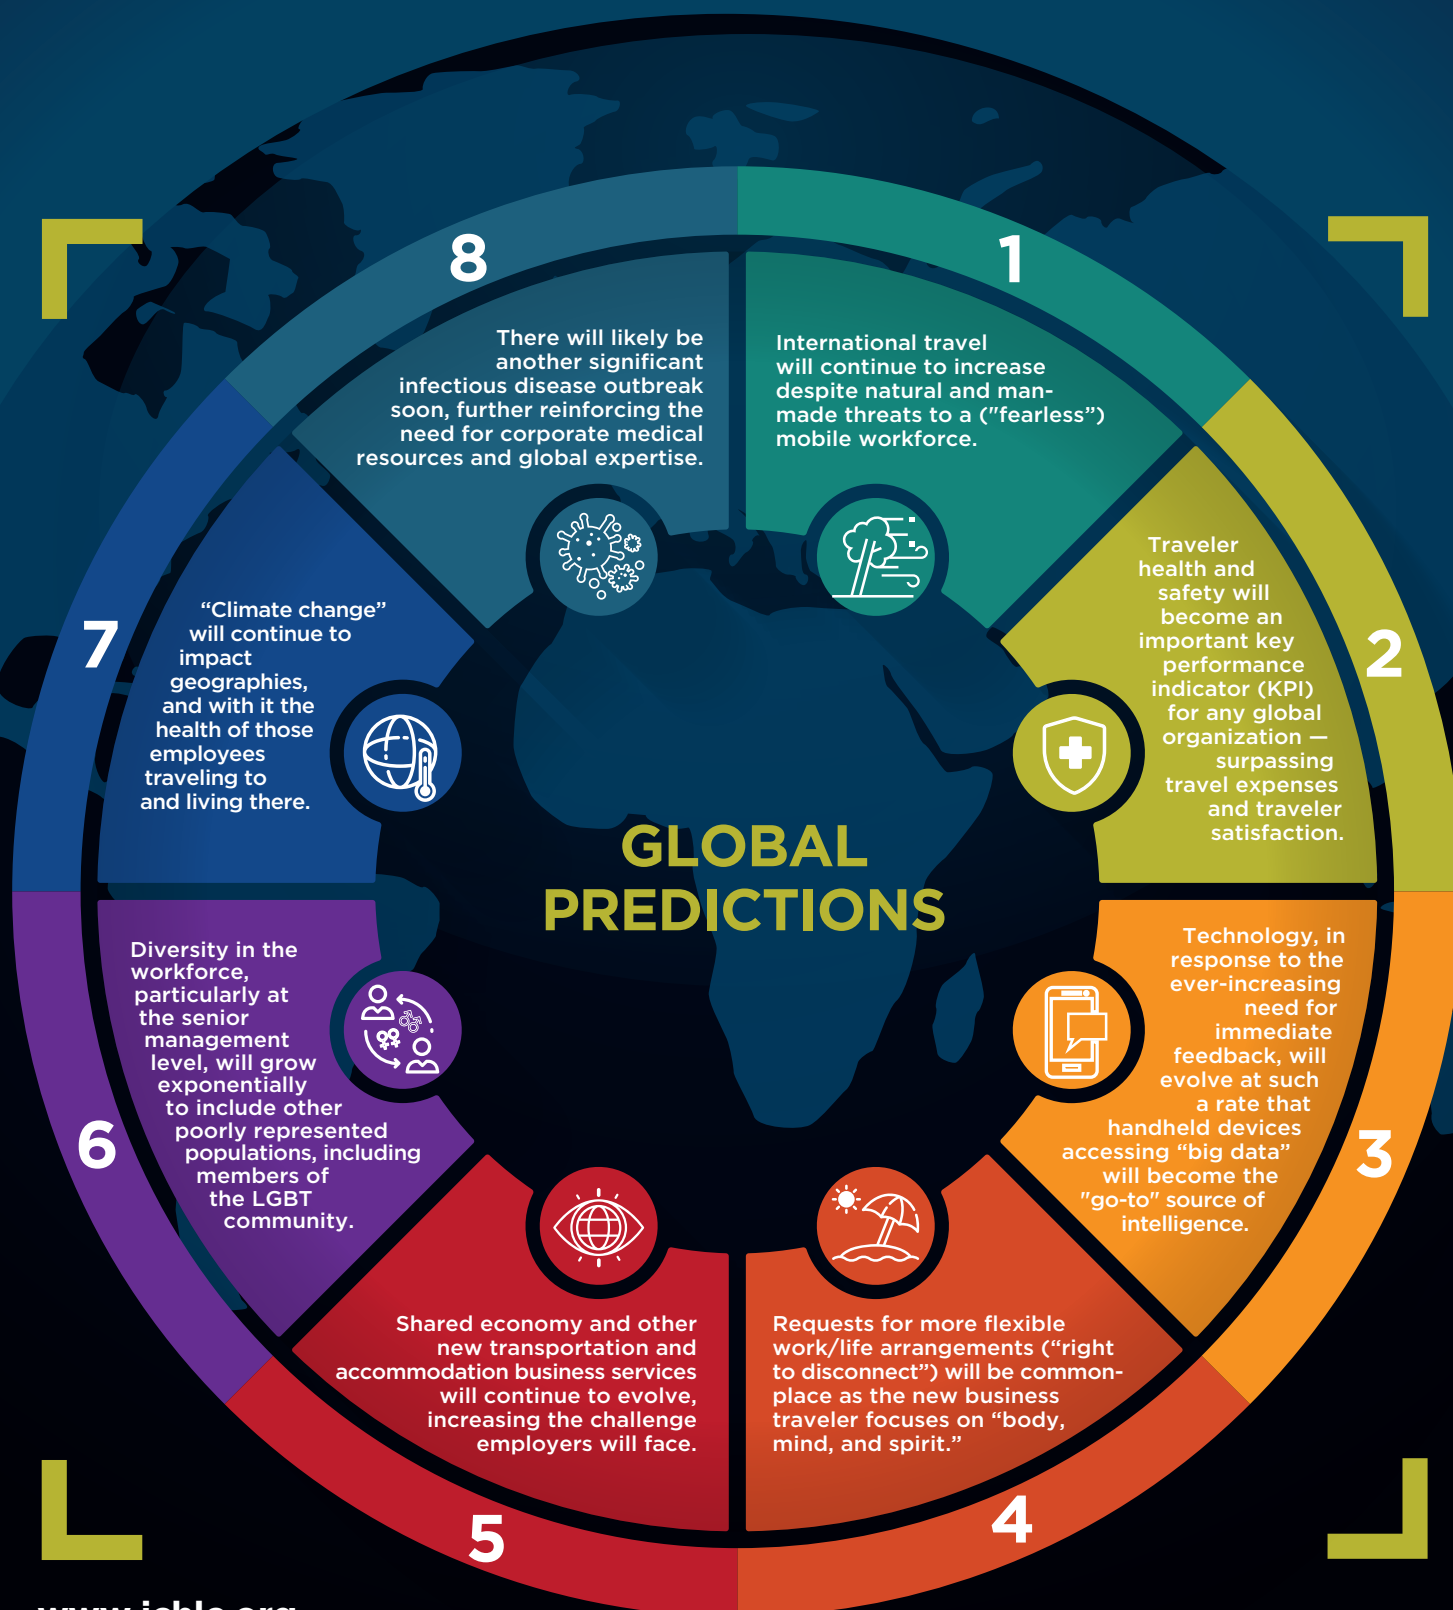 GLOBAL
PREDICTIONS
1
International travel
will continue to increase
despite natural and man-
made threats to a ("fearless”)
mobile workforce.
2
Traveler
health and
safety will
become an
important key
performance
indicator (KPI)
for any global
organization —
surpassing
travel expenses
and traveler
satisfaction.
3
Technology, in
response to the
ever-increasing
need for
immediate
feedback, will
evolve at such
a rate that
handheld devices
accessing “big data”
will become the
"go-to" source of
intelligence.
4
Requests for more flexible
work/life arrangements (“right
to disconnect”) will be common-
place as the new business
traveler focuses on “body,
mind, and spirit.”
5
Shared economy and other
new transportation and
accommodation business services
will continue to evolve,
increasing the challenge
employers will face.
6
Diversity in the
workforce,
particularly at
the senior
management
level, will grow
exponentially
to include other
poorly represented
populations, including
members of
the LGBT
community.
7
“Climate change”
will continue to
impact
geographies,
and with it the
health of those
employees
traveling to
and living there.
8
There will likely be
another significant
infectious disease outbreak
soon, further reinforcing the
need for corporate medical
resources and global expertise.